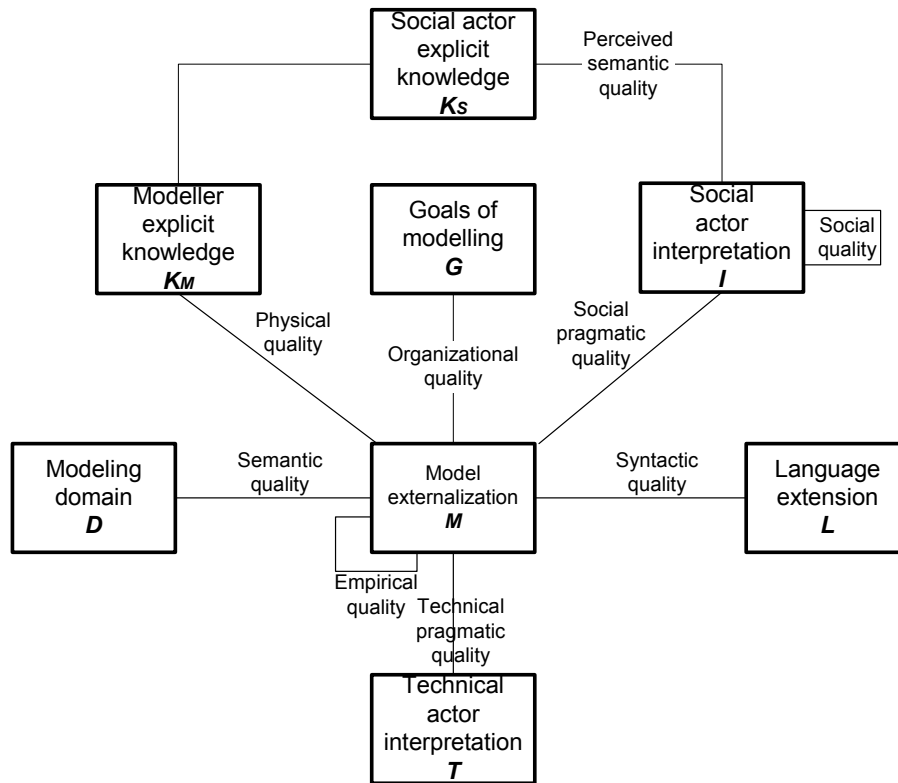 Social actor
explicit
knowledge
KS
Perceived
semantic
quality
Modeller
explicit
knowledge
KM
Goals of
modelling
G
Social
actor
interpretation
I
Social
quality
Physical
quality
Organizational
quality
Social
pragmatic
quality
Modeling
domain
D
Semantic
quality
Model
externalization
M
Syntactic
quality
Language
extension
L
Empirical
quality
Technical
pragmatic
quality
Technical
actor
interpretation
T